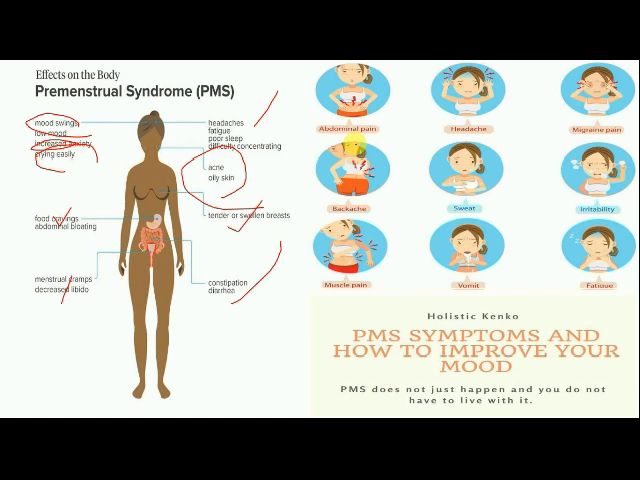 Effects on the Body
Premenstrual Syndrome (PMS)
mood swings
low mood
increased anxiety
crying easily
food cravings
abdominal bloating
menstrual cramps
decreased libido
headaches
fatigue
poor sleep
difficulty concentrating
acne
oily skin
tender or swollen breasts
constipation
diarrhea
Abdominal pain
Headache
Migraine pain
Backache
Sweat
Irritability
Muscle pain
Vomit
Fatigue
Holistic Kenko
PMS SYMPTOMS AND
HOW TO IMPROVE YOUR
MOOD
PMS does not just happen and you do not
have to live with it.